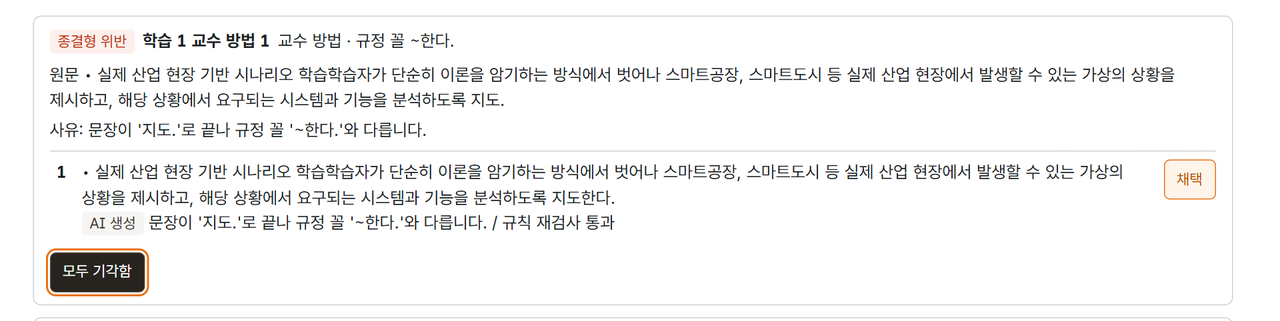 종결형 위반 학습 1 교수 방법 1 교수 방법 · 규정 꼴 ~한다.
원문 • 실제 산업 현장 기반 시나리오 학습학습자가 단순히 이론을 암기하는 방식에서 벗어나 스마트공장, 스마트도시 등 실제 산업 현장에서 발생할 수 있는 가상의 상황을
제시하고, 해당 상황에서 요구되는 시스템과 기능을 분석하도록 지도.
사유: 문장이 '지도.'로 끝나 규정 꼴 '~한다.'와 다릅니다.
1 • 실제 산업 현장 기반 시나리오 학습학습자가 단순히 이론을 암기하는 방식에서 벗어나 스마트공장, 스마트도시 등 실제 산업 현장에서 발생할 수 있는 가상의
상황을 제시하고, 해당 상황에서 요구되는 시스템과 기능을 분석하도록 지도한다.
채택
AI 생성 문장이 '지도.'로 끝나 규정 꼴 '~한다.'와 다릅니다. / 규칙 재검사 통과
모두 기각함